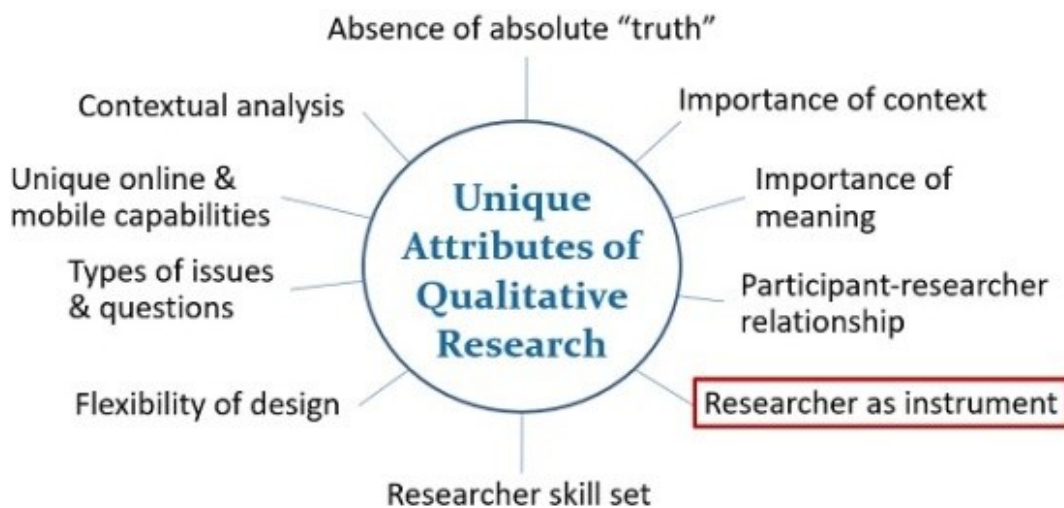 Absence of absolute “truth”
Contextual analysis
Importance of context
Unique online &
mobile capabilities
Importance of
meaning
Unique
Attributes of
Qualitative
Research
Types of issues
& questions
Participant-researcher
relationship
Flexibility of design
Researcher as instrument
Researcher skill set